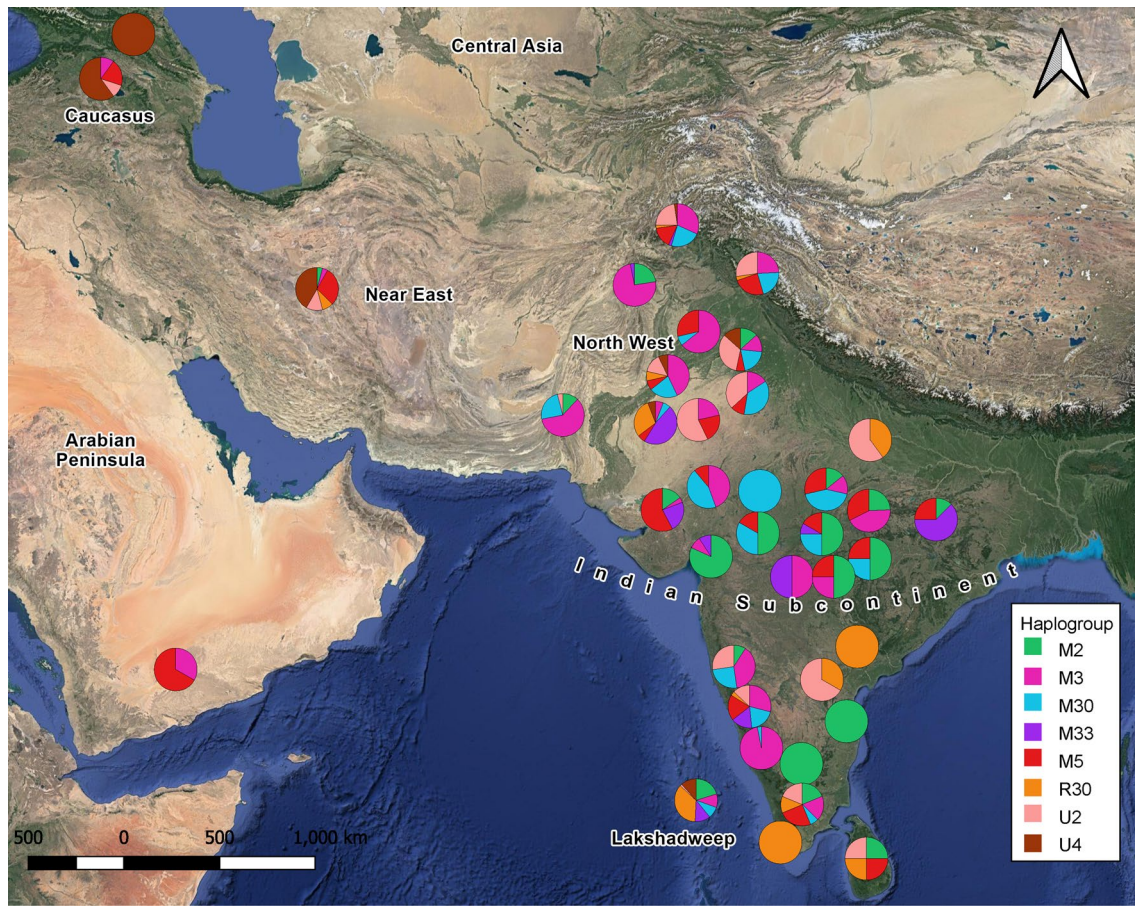 Central Asia
Caucasus
Near East
North West
Arabian
Peninsula
Indian Subcontinent
Haplogroup
M2
M3
M30
M33
M5
R30
U2
U4
Lakshadweep
500 0 500 1,000 km